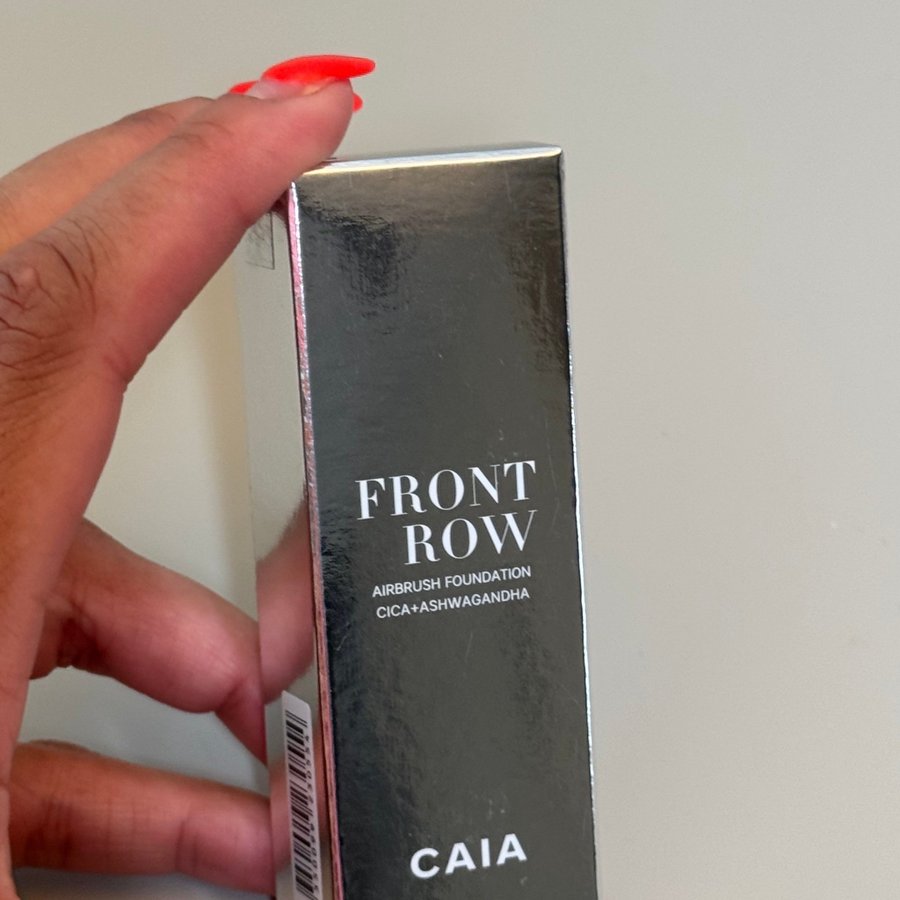 FRONT
ROW
AIRBRUSH FOUNDATION
CICA+ASHWAGANDHA
CAIA